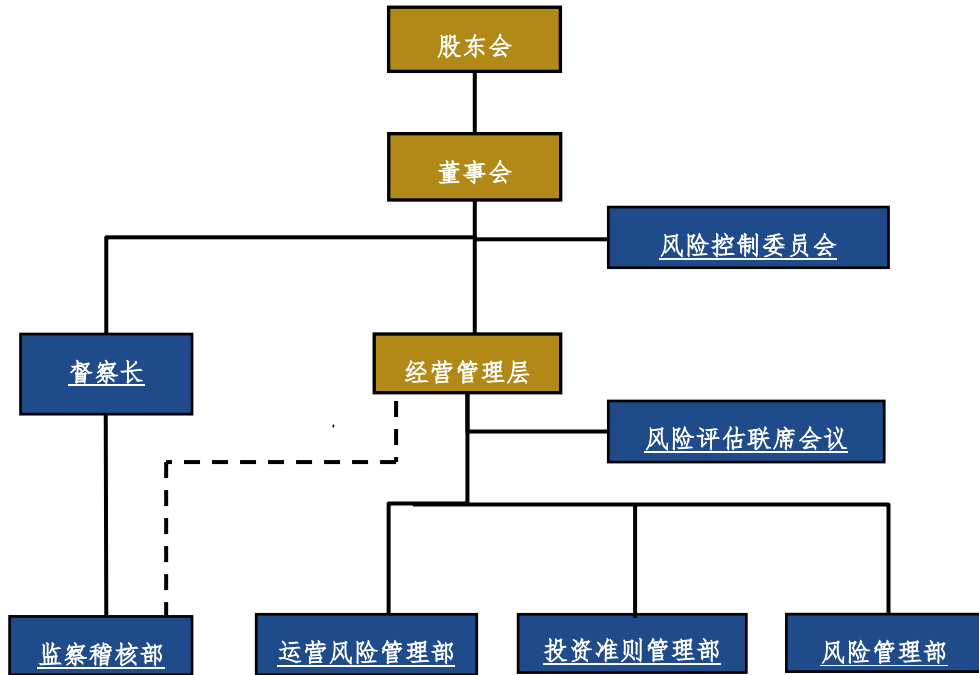 股东会
董事会
风险控制委员会
督察长
经营管理层
风险评估联席会议
监察稽核部
运营风险管理部
投资准则管理部
风险管理部